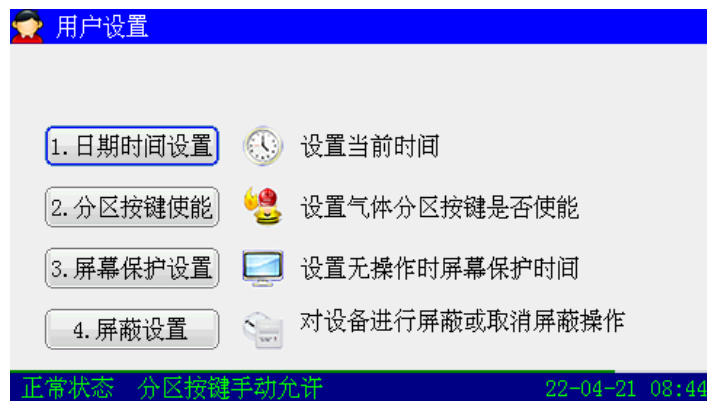 用户设置
1.日期时间设置 设置当前时间
2.分区按键使能 设置气体分区按键是否使能
3.屏幕保护设置 设置无操作时屏幕保护时间
4.屏蔽设置 对设备进行屏蔽或取消屏蔽操作
正常状态 分区按键手动允许 22-04-21 08:44